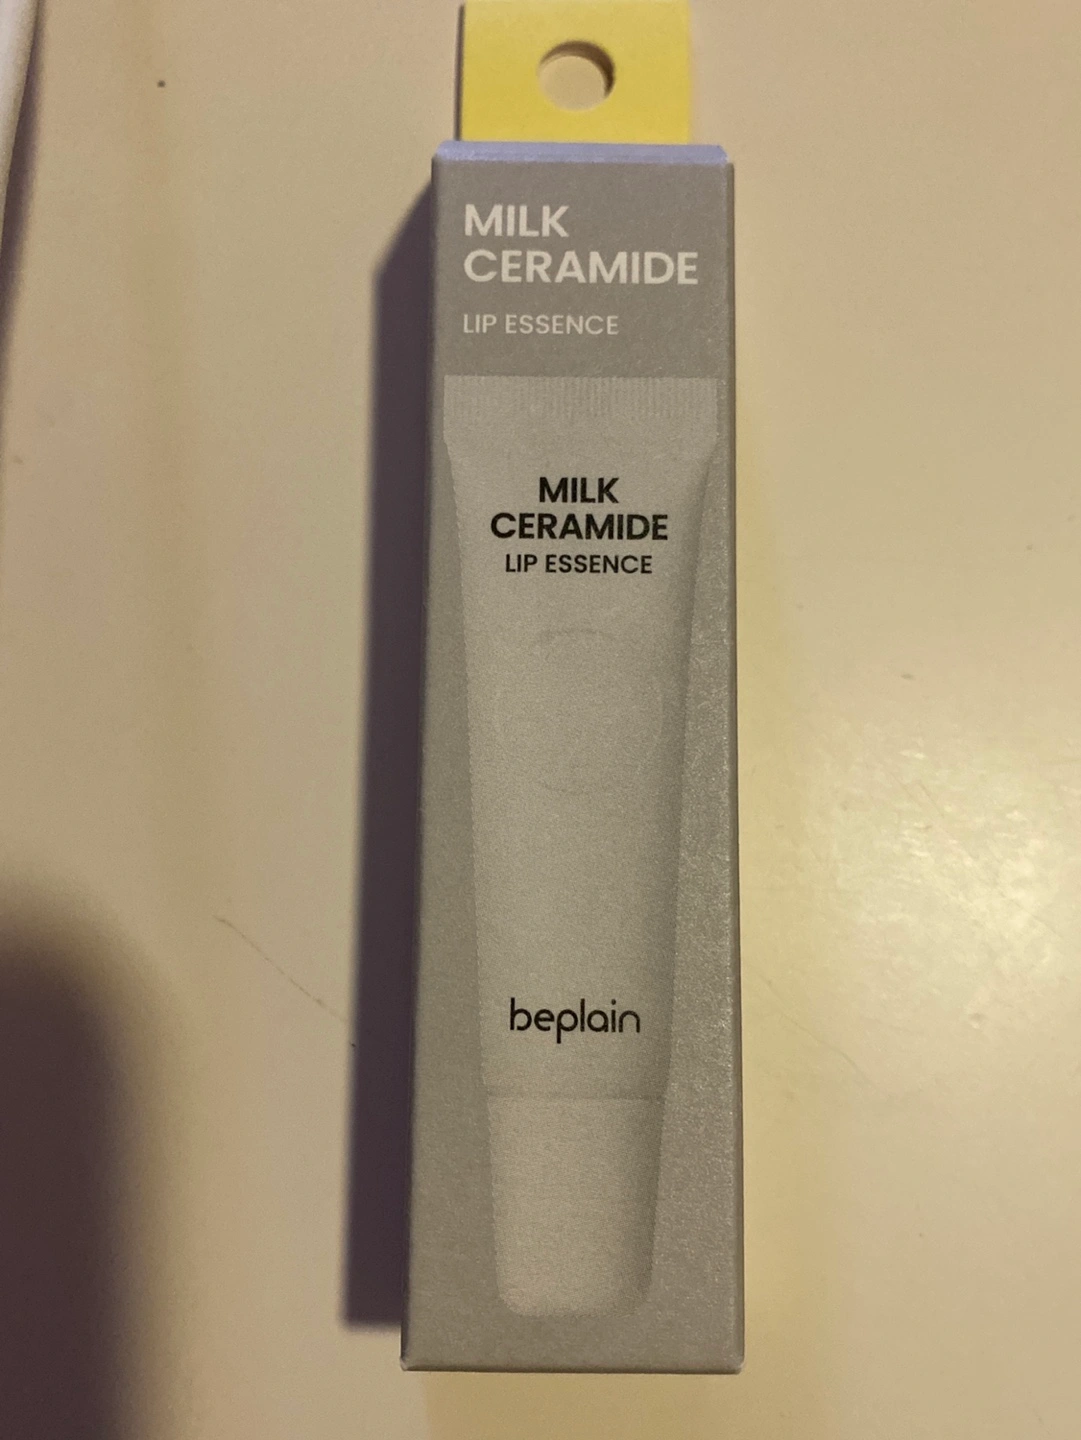 MILK
CERAMIDE
LIP ESSENCE
MILK
CERAMIDE
LIP ESSENCE
beplain